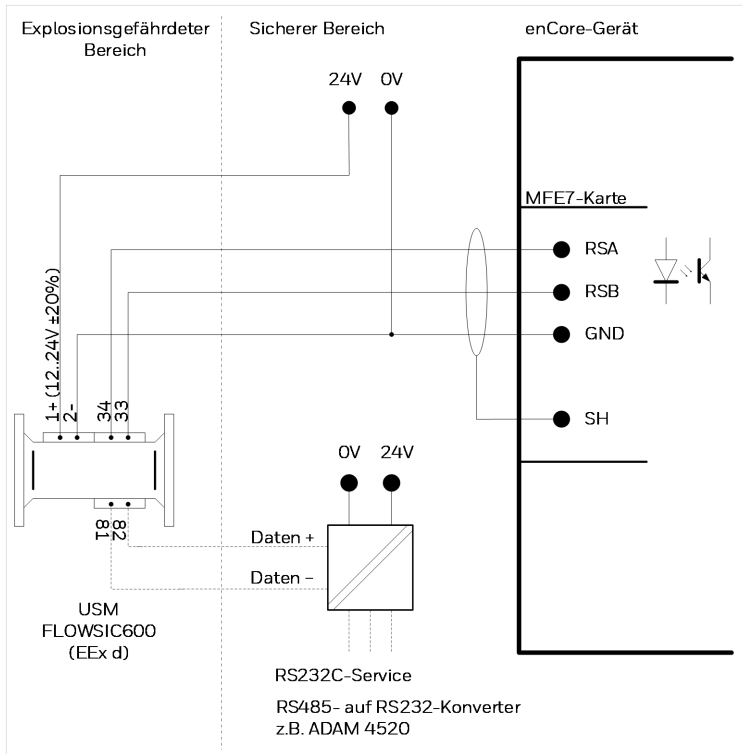 Explosionsgefährdeter
Bereich
Sicherer Bereich
enCore-Gerät
24V
0V
MFE7-Karte
RSA
RSB
GND
SH
1+ (12..24V ±20%)
2-
34
33
81
82
0V
24V
Daten +
Daten –
USM
FLOWSIC600
(EEx d)
RS232C-Service
RS485- auf RS232-Konverter
z.B. ADAM 4520